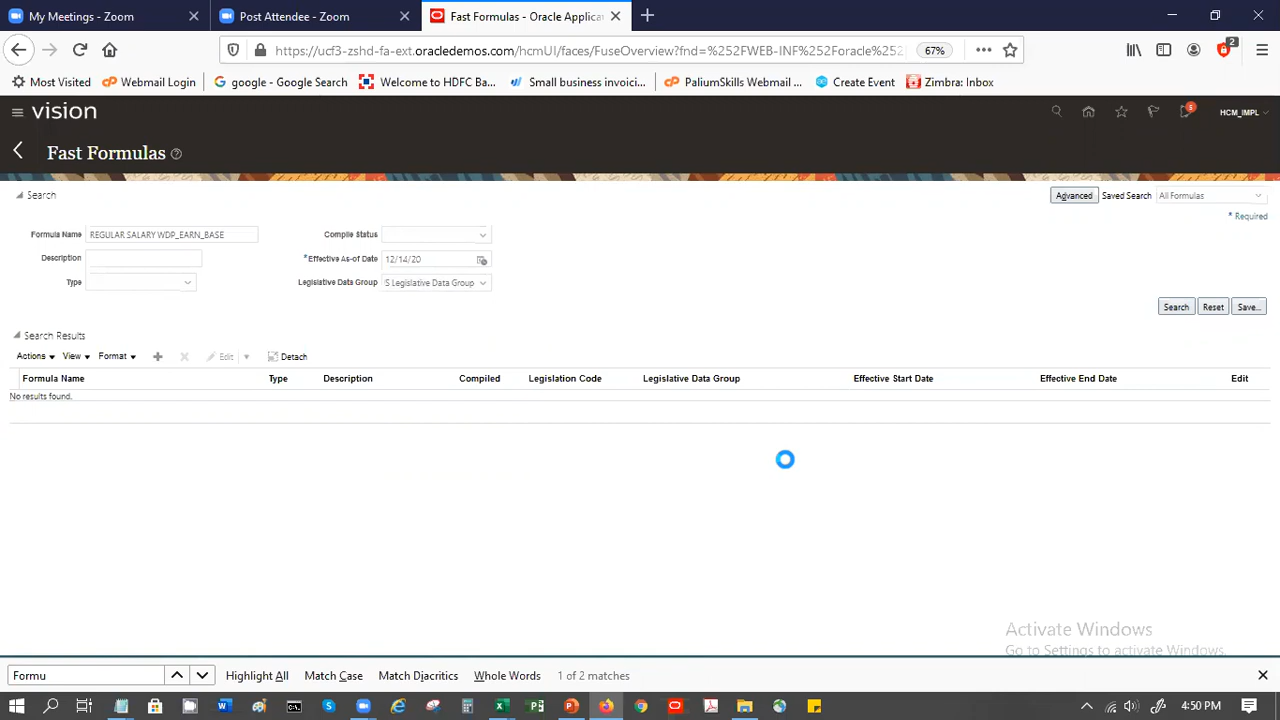 My Meetings - Zoom
Post Attendee - Zoom
Fast Formulas - Oracle Applica
https://ucf3-zshd-fa-ext.oracledemos.com/hcmUI/faces/FuseOverview?fnd=%252FWEB-INF%252Foracle%252
67%
2
Most Visited
Webmail Login
google - Google Search
Welcome to HDFC Ba...
Small business invoici...
PaliumSkills Webmail ...
Create Event
Zimbra: Inbox
vision
5
HCM_IMPL
Fast Formulas
Search
Advanced
Saved Search
All Formulas
* Required
Formula Name
REGULAR SALARY WDP_EARN_BASE
Compile Status
Description
*Effective As-of Date
12/14/20
Type
Legislative Data Group
S Legislative Data Group
Search
Reset
Save...
Search Results
Actions
View
Format
Edit
Detach
Formula Name
Type
Description
Compiled
Legislation Code
Legislative Data Group
Effective Start Date
Effective End Date
Edit
No results found.
Activate Windows
Go to Settings to activate Windows.
Formu
Highlight All
Match Case
Match Diacritics
Whole Words
1 of 2 matches
4:50 PM